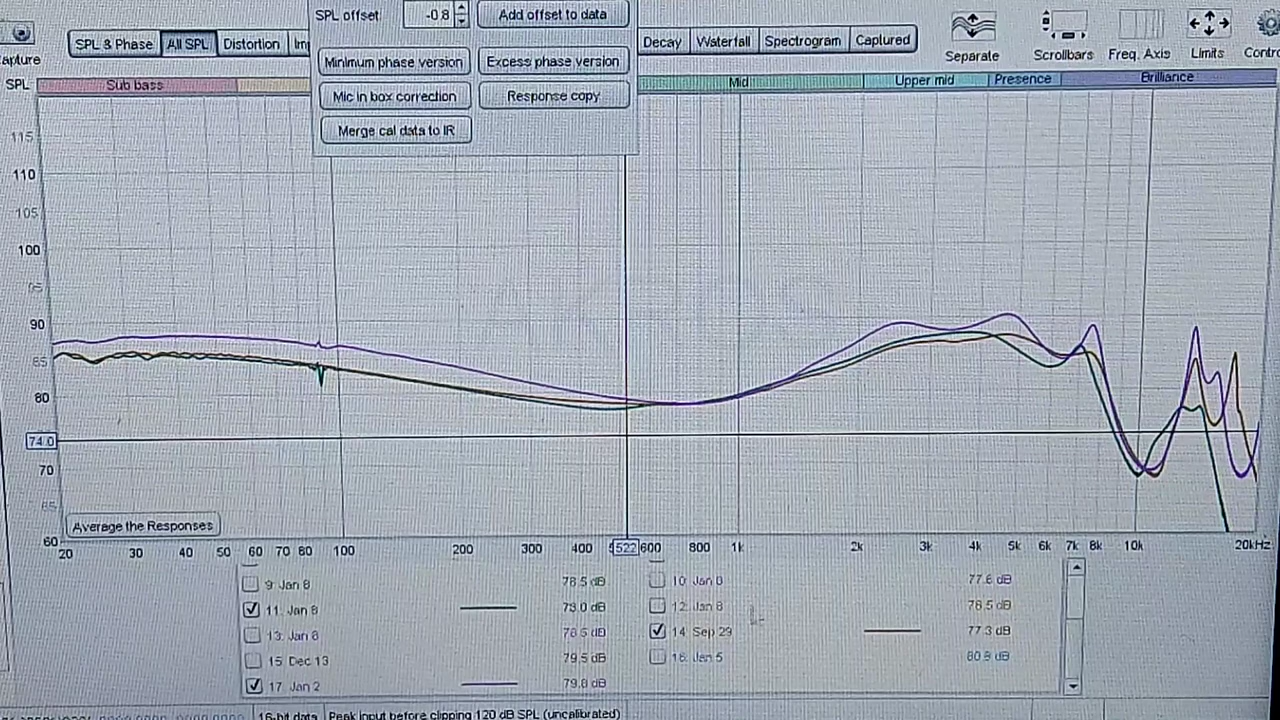 SPL offset -0.8 Add offset to data
apture SPL & Phase All SPL Distortion Im Decay Waterfall Spectrogram Captured Separate Scrollbars Freq. Axis Limits Contro
Minimum phase version Excess phase version
Mic in box correction Response copy
Merge cal data to IR
SPL Sub bass Mid Upper mid Presence Brilliance
115
110
105
100
90
85
80
74.0
70
65
60
Average the Responses
20 30 40 50 60 70 80 100 200 300 400 522 600 800 1k 2k 3k 4k 5k 6k 7k 8k 10k 20kHz
9: Jan 8 78.5 dB 10: Jan 8 77.6 dB
11: Jan 8 79.0 dB 12: Jan 8 78.5 dB
13: Jan 8 78.5 dB 14: Sep 29 77.3 dB
15: Dec 13 79.5 dB 16: Jan 5 80.9 dB
17: Jan 2 79.8 dB
16-bit data Peak input before clipping 120 dB SPL (uncalibrated)